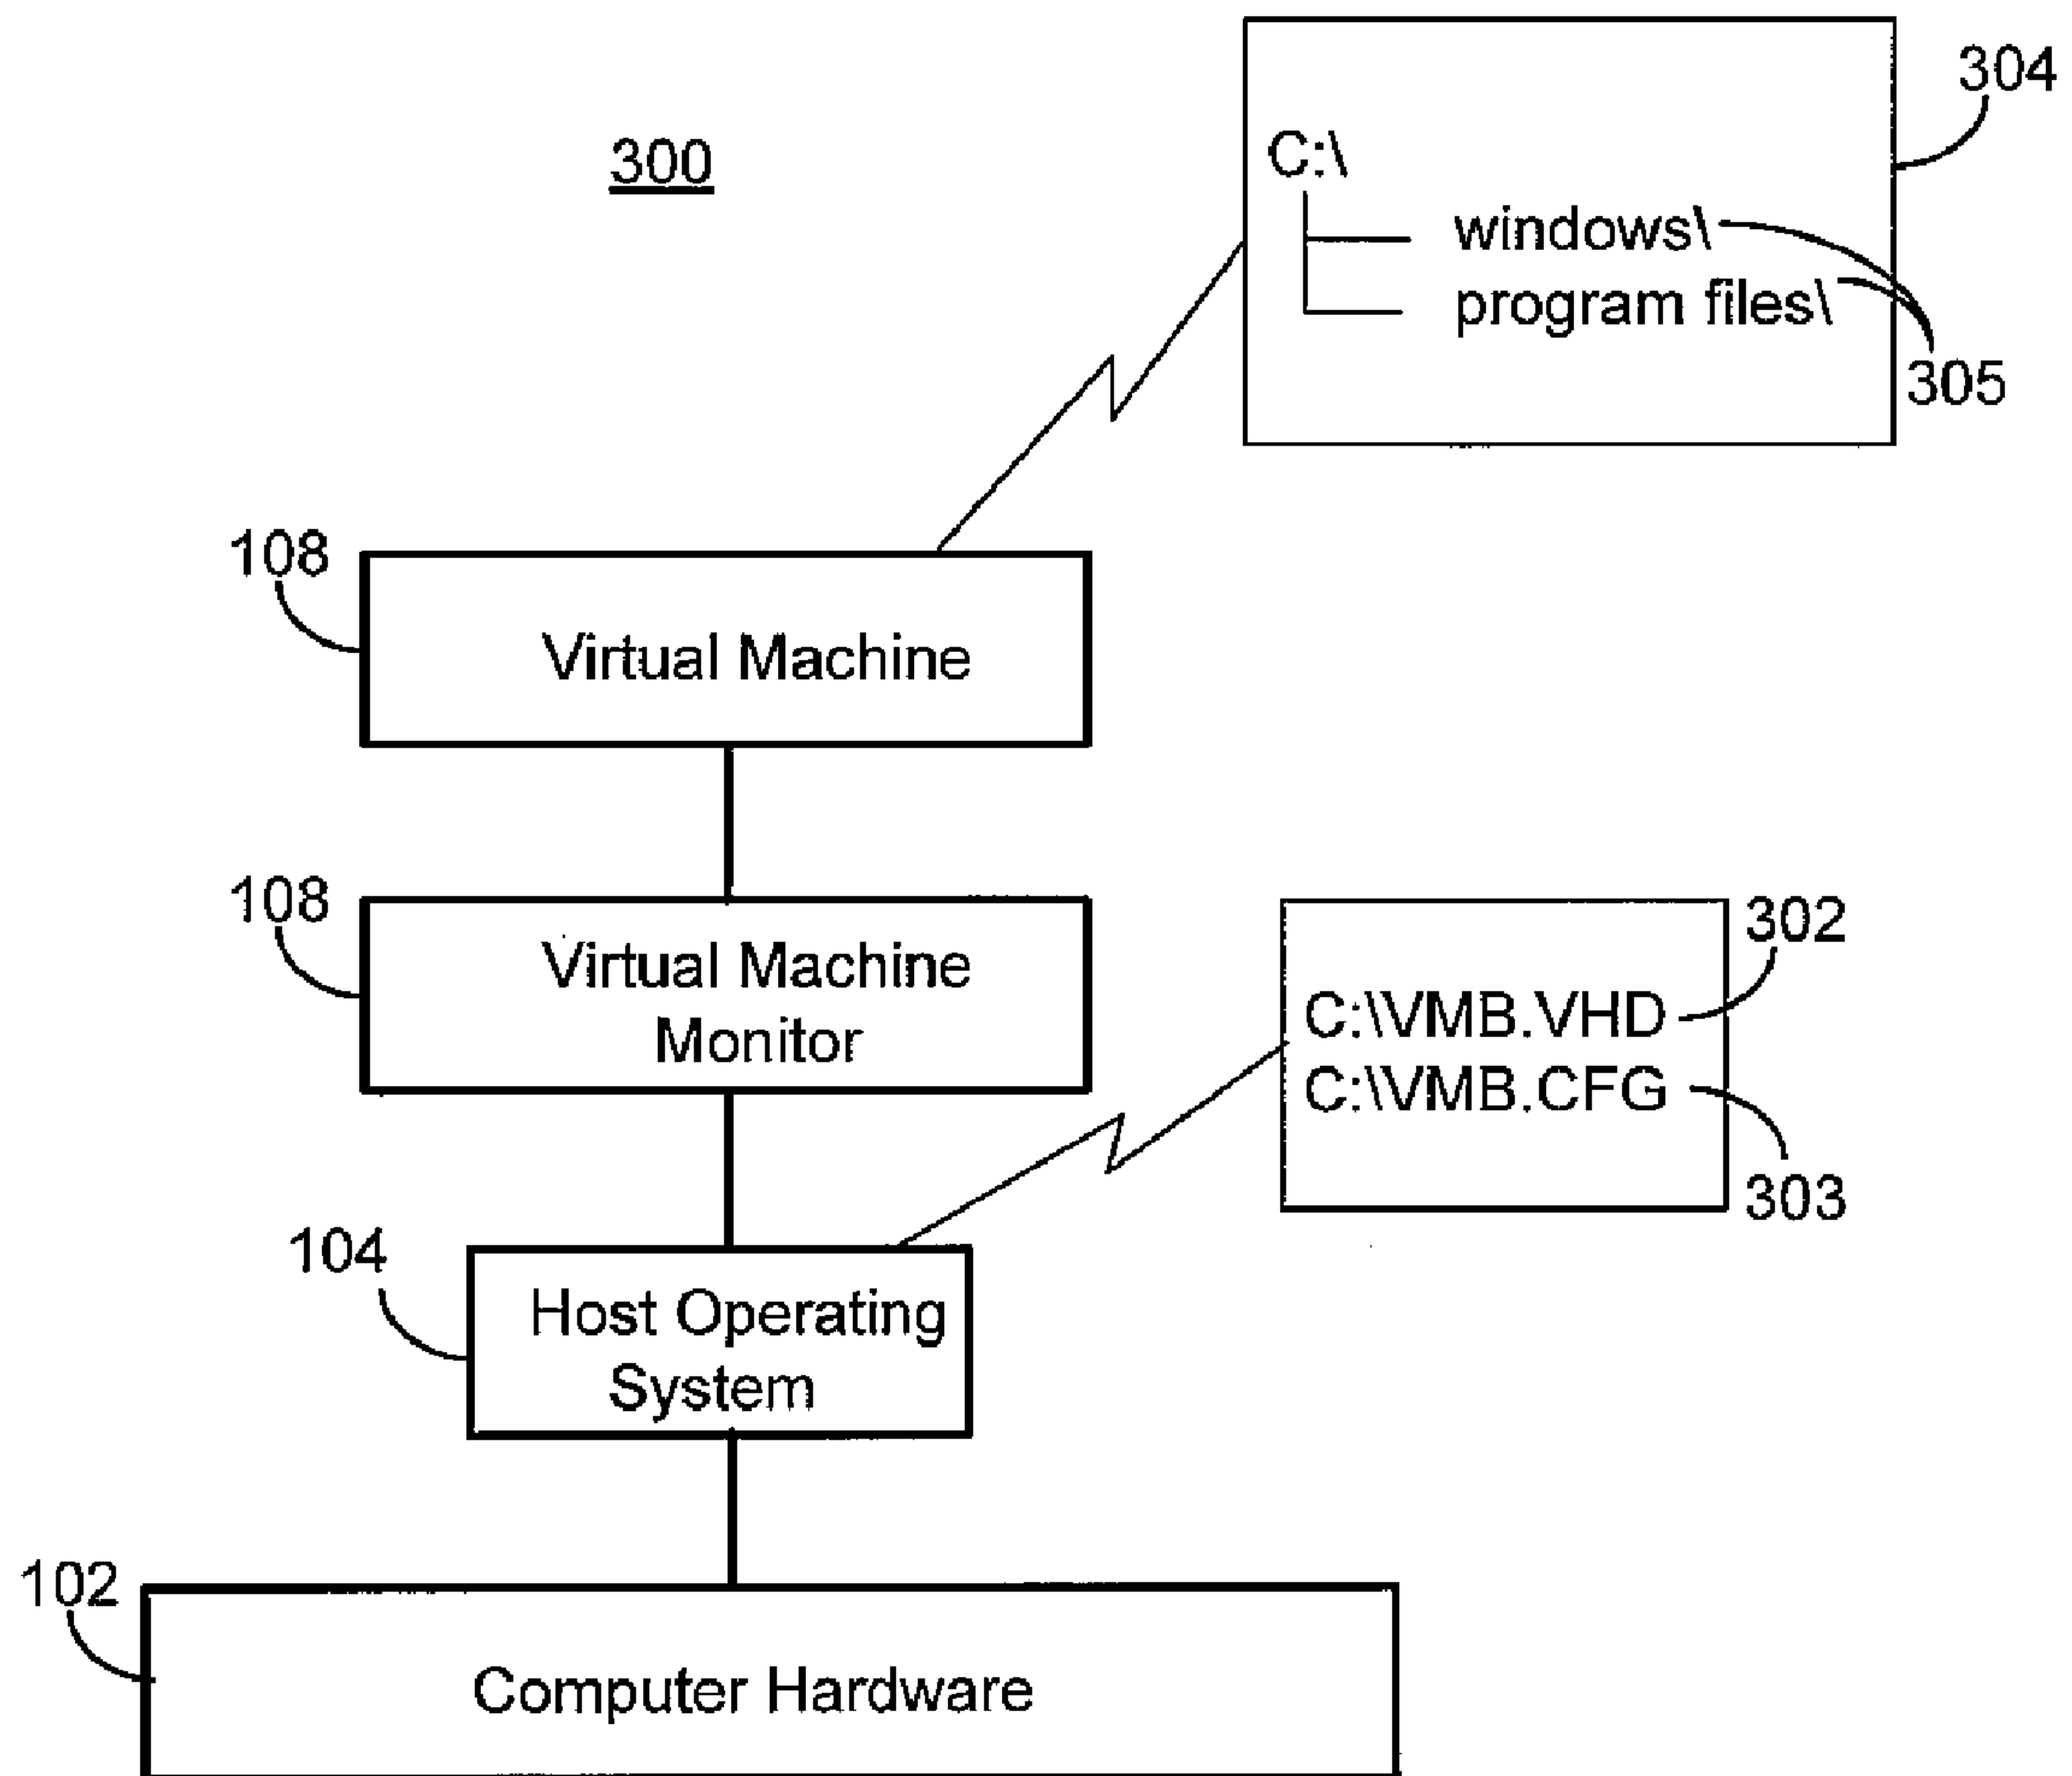 300
304
C:\
windows\
program files\
305
108
Virtual Machine
108
Virtual Machine
Monitor
302
C:\VMB.VHD
C:\VMB.CFG
303
104
Host Operating
System
102
Computer Hardware